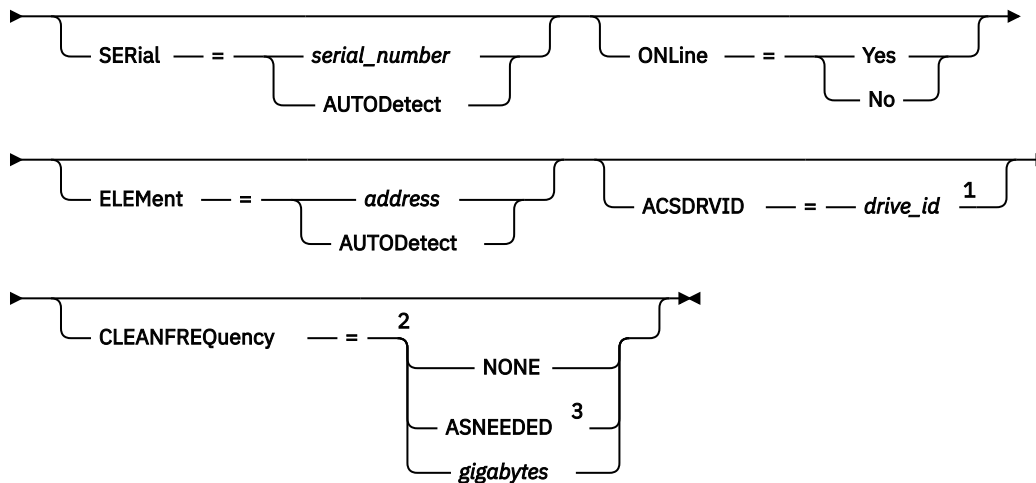 SERial = serial_number ONLine = Yes
AUTODetect No
ELEMent = address ACSDRVID = drive_id 1
AUTODetect
CLEANFREQuency = 2
NONE
ASNEEDED 3
gigabytes